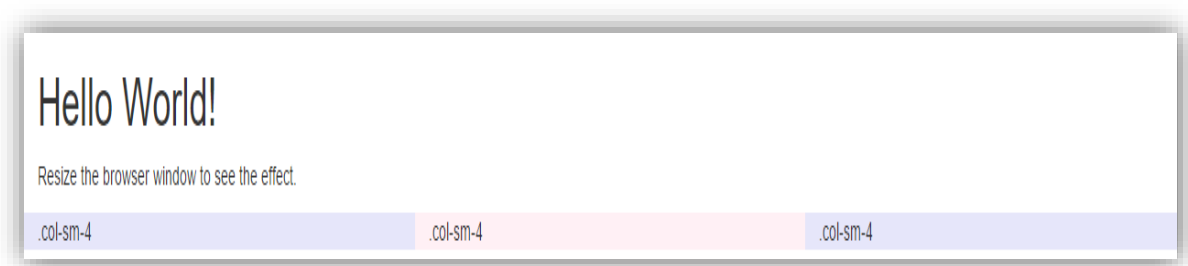 Hello World!
Resize the browser window to see the effect.
.col-sm-4 .col-sm-4 .col-sm-4